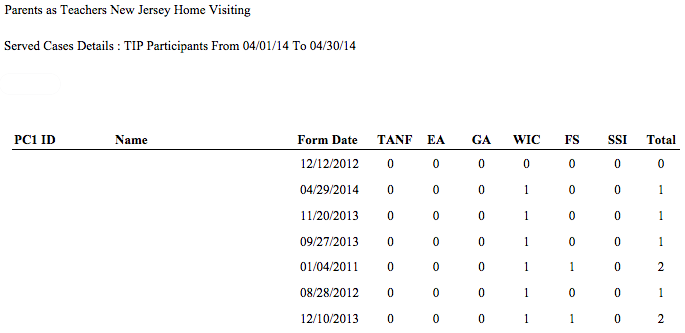 Parents as Teachers New Jersey Home Visiting
Served Cases Details : TIP Participants From 04/01/14 To 04/30/14
PC1 ID Name Form Date TANF EA GA WIC FS SSI Total
12/12/2012 0 0 0 0 0 0 0
04/29/2014 0 0 0 1 0 0 1
11/20/2013 0 0 0 1 0 0 1
09/27/2013 0 0 0 1 0 0 1
01/04/2011 0 0 0 1 1 0 2
08/28/2012 0 0 0 1 0 0 1
12/10/2013 0 0 0 1 1 0 2